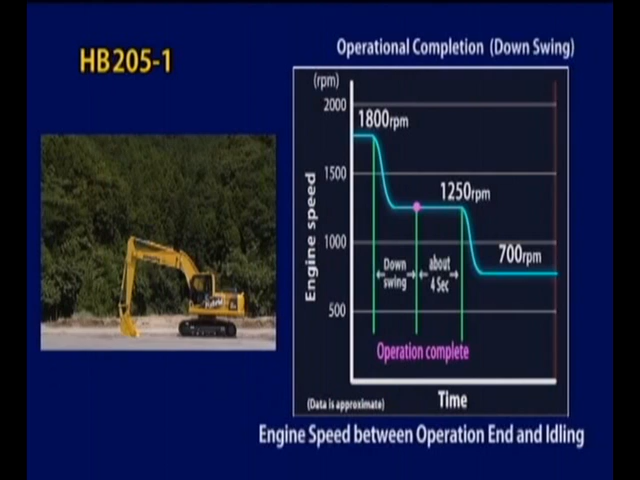 HB205-1
Operational Completion (Down Swing)
(rpm)
2000
1800rpm
1500
1250rpm
1000
700rpm
500
Engine speed
Down
swing
about
4 Sec
Operation complete
(Data is approximate)
Time
Engine Speed between Operation End and Idling